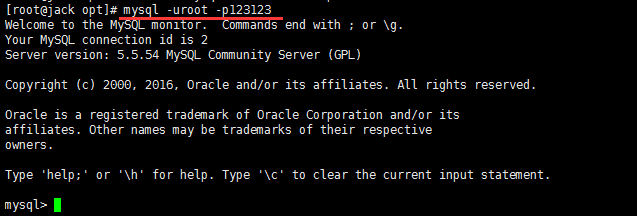 [root@jack opt]# mysql -uroot -p123123
Welcome to the MySQL monitor.  Commands end with ; or \g.
Your MySQL connection id is 2
Server version: 5.5.54 MySQL Community Server (GPL)
Copyright (c) 2000, 2016, Oracle and/or its affiliates. All rights reserved.
Oracle is a registered trademark of Oracle Corporation and/or its
affiliates. Other names may be trademarks of their respective
owners.
Type 'help;' or '\h' for help. Type '\c' to clear the current input statement.
mysql>